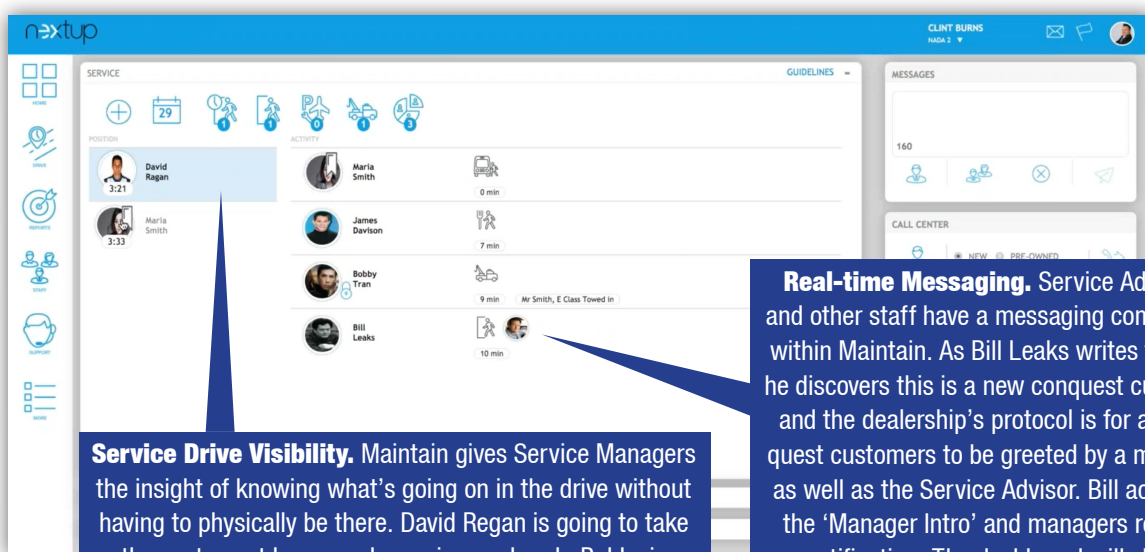 nextup
CLINT BURNS
NADA 2 ▼
SERVICE
GUIDELINES
29
1
1
0
1
3
POSITION
ACTIVITY
David
Ragan
3:21
Maria
Smith
3:33
Maria
Smith
0 min
James
Davison
7 min
Bobby
Tran
9 min
Mr Smith, E Class Towed in
Bill
Leaks
10 min
HOME
DRIVE
REPORTS
STAFF
SUPPORT
MORE
MESSAGES
160
CALL CENTER
NEW
PRE-OWNED
Service Drive Visibility. Maintain gives Service Managers
the insight of knowing what's going on in the drive without
having to physically be there. David Regan is going to take
Real-time Messaging. Service Ad
and other staff have a messaging com
within Maintain. As Bill Leaks writes
he discovers this is a new conquest cu
and the dealership's protocol is for a
quest customers to be greeted by a m
as well as the Service Advisor. Bill ac
the 'Manager Intro' and managers re